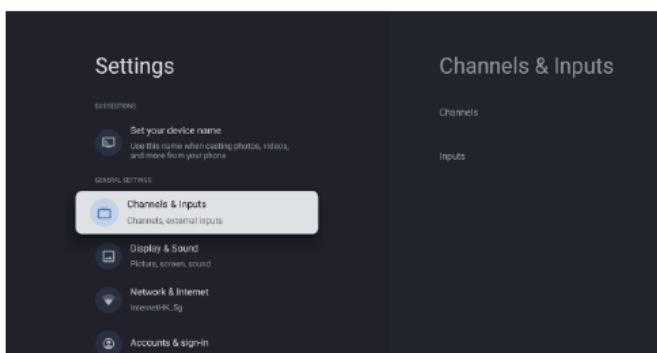 Settings
SUGGESTIONS
Set your device name
Use this name when casting photos, videos,
and more from your phone
GENERAL SETTINGS
Channels & Inputs
Channels, external inputs
Display & Sound
Picture, screen, sound
Network & Internet
InternetHK_5g
Accounts & sign-in
Channels & Inputs
Channels
Inputs